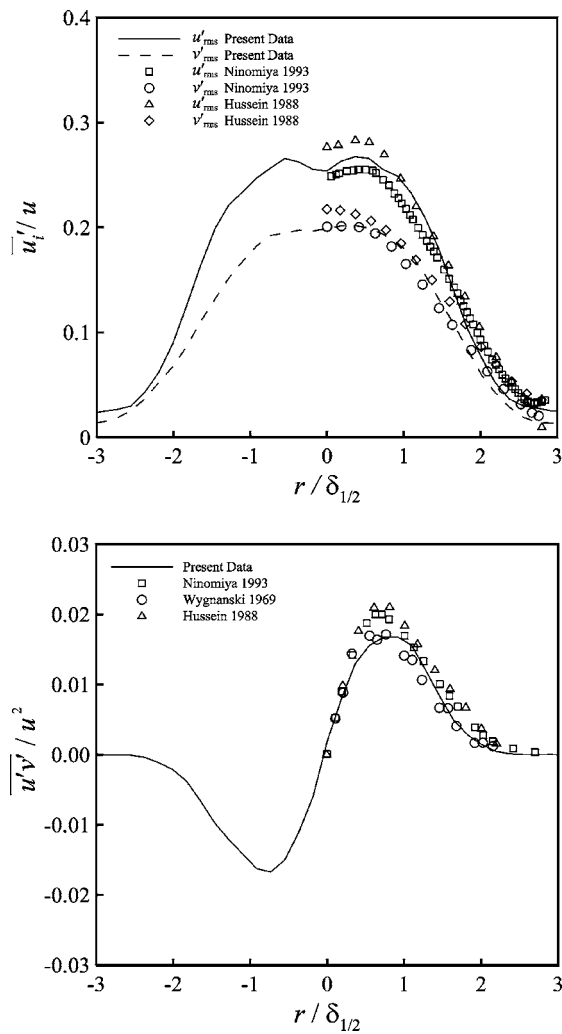 0.4
0.3
0.2
0.1
0
u'rms Present Data
v'rms Present Data
u'rms Ninomiya 1993
v'rms Ninomiya 1993
u'rms Hussein 1988
v'rms Hussein 1988
u̅ᵢ'/u
-3 -2 -1 0 1 2 3
r / δ1/2
0.03
0.02
0.01
0.00
-0.01
-0.02
-0.03
Present Data
Ninomiya 1993
Wygnanski 1969
Hussein 1988
u'v' / u²
-3 -2 -1 0 1 2 3
r / δ1/2